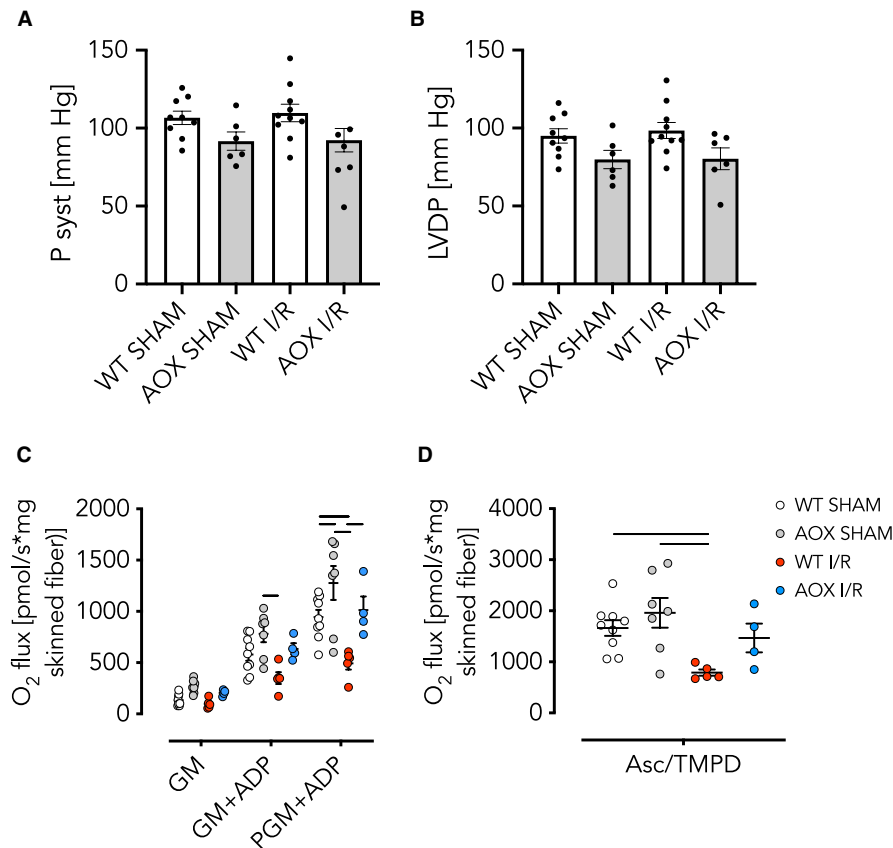 A
P syst [mm Hg]
150
100
50
0
WT SHAM
AOX SHAM
WT I/R
AOX I/R
B
LVDP [mm Hg]
150
100
50
0
WT SHAM
AOX SHAM
WT I/R
AOX I/R
C
O2 flux [pmol/s*mg
skinned fiber)]
2000
1500
1000
500
0
GM
GM+ADP
PGM+ADP
D
O2 flux [pmol/s*mg
skinned fiber)]
4000
3000
2000
1000
0
Asc/TMPD
WT SHAM
AOX SHAM
WT I/R
AOX I/R